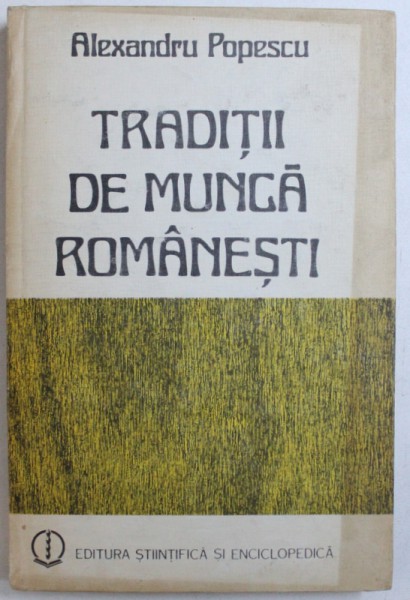 Alexandru Popescu
TRADIȚII
DE MUNCĂ
ROMÂNEȘTI
EDITURA ȘTIINȚIFICĂ ȘI ENCICLOPEDICĂ